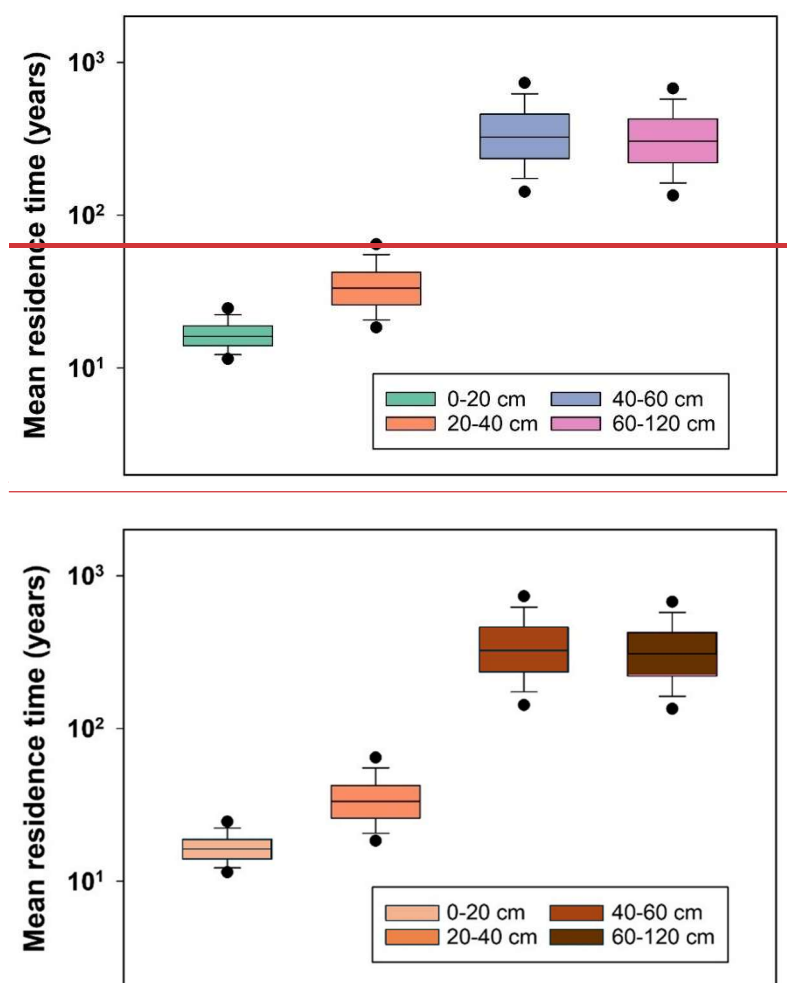 Mean residence time (years)
10³
10²
10¹
0-20 cm 40-60 cm
20-40 cm 60-120 cm
Mean residence time (years)
10³
10²
10¹
0-20 cm 40-60 cm
20-40 cm 60-120 cm